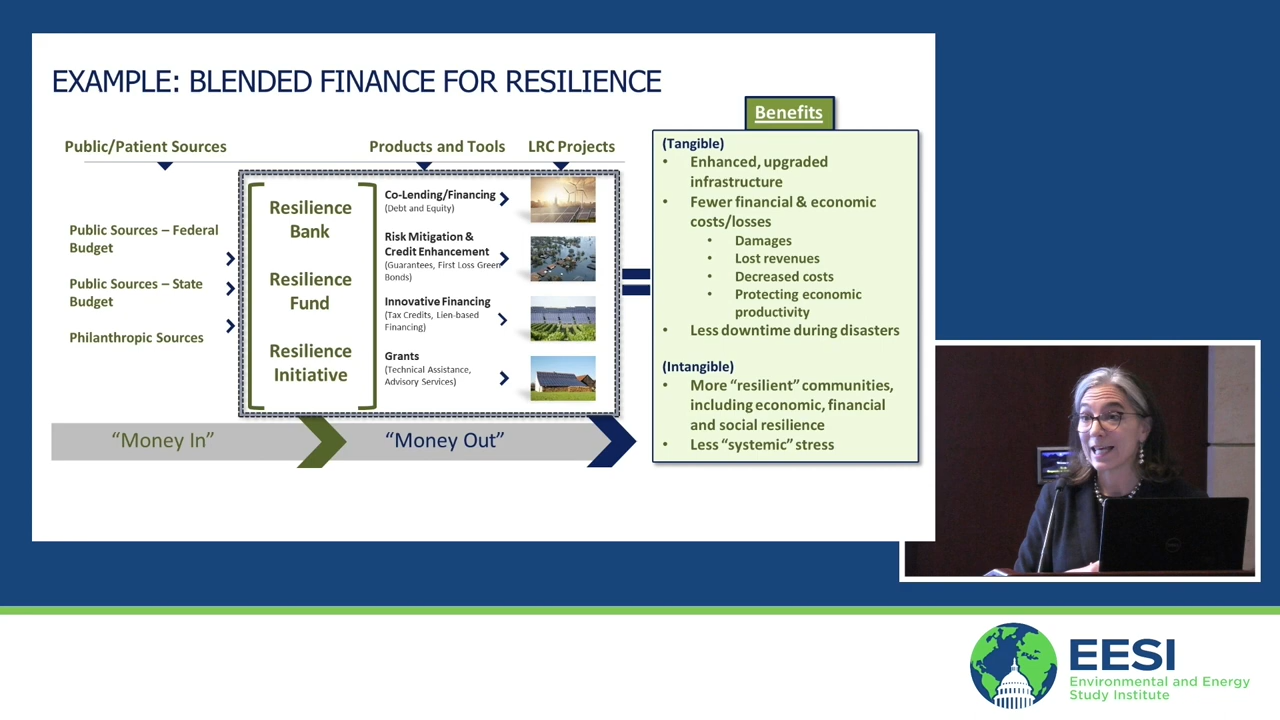 EXAMPLE: BLENDED FINANCE FOR RESILIENCE
Public/Patient Sources
Products and Tools
LRC Projects
Public Sources – Federal
Budget
Public Sources – State
Budget
Philanthropic Sources
Resilience
Bank
Resilience
Fund
Resilience
Initiative
Co-Lending/Financing
(Debt and Equity)
Risk Mitigation &
Credit Enhancement
(Guarantees, First Loss Green
Bonds)
Innovative Financing
(Tax Credits, Lien-based
Financing)
Grants
(Technical Assistance,
Advisory Services)
“Money In”
“Money Out”
Benefits
(Tangible)
• Enhanced, upgraded
infrastructure
• Fewer financial & economic
costs/losses
• Damages
• Lost revenues
• Decreased costs
• Protecting economic
productivity
• Less downtime during disasters
(Intangible)
• More “resilient” communities,
including economic, financial
and social resilience
• Less “systemic” stress
EESI
Environmental and Energy
Study Institute